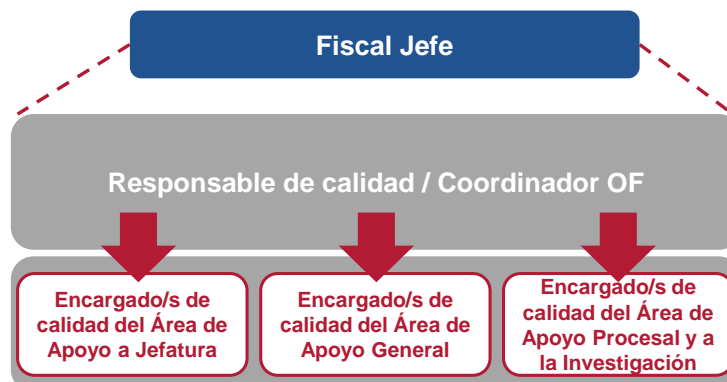 Fiscal Jefe
Responsable de calidad / Coordinador OF
Encargado/s de
calidad del Área de
Apoyo a Jefatura
Encargado/s de
calidad del Área de
Apoyo General
Encargado/s de
calidad del Área de
Apoyo Procesal y a
la Investigación